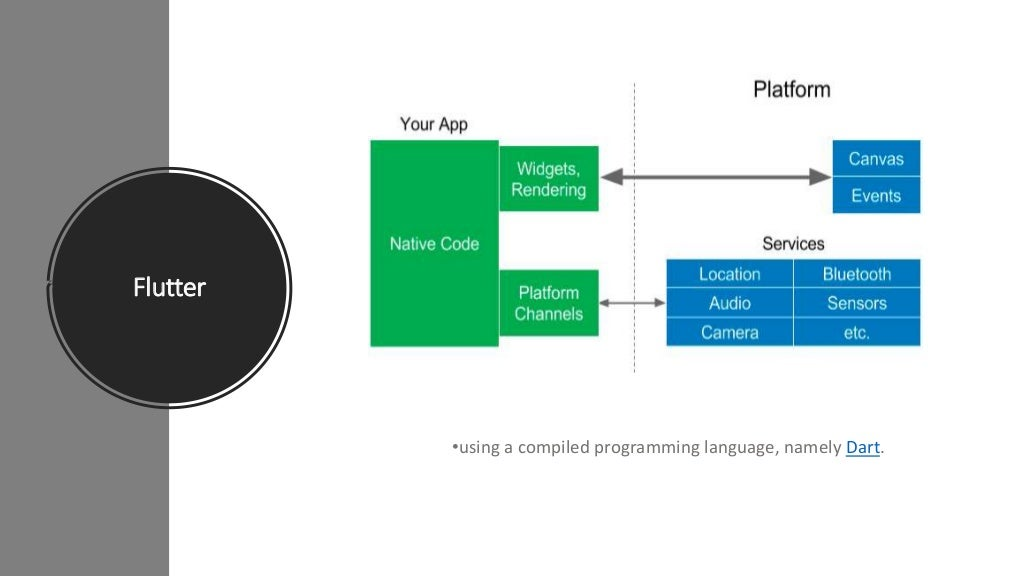 Flutter
Platform
Your App
Native Code
Widgets,
Rendering
Platform
Channels
Canvas
Events
Services
Location
Bluetooth
Audio
Sensors
Camera
etc.
•using a compiled programming language, namely Dart.